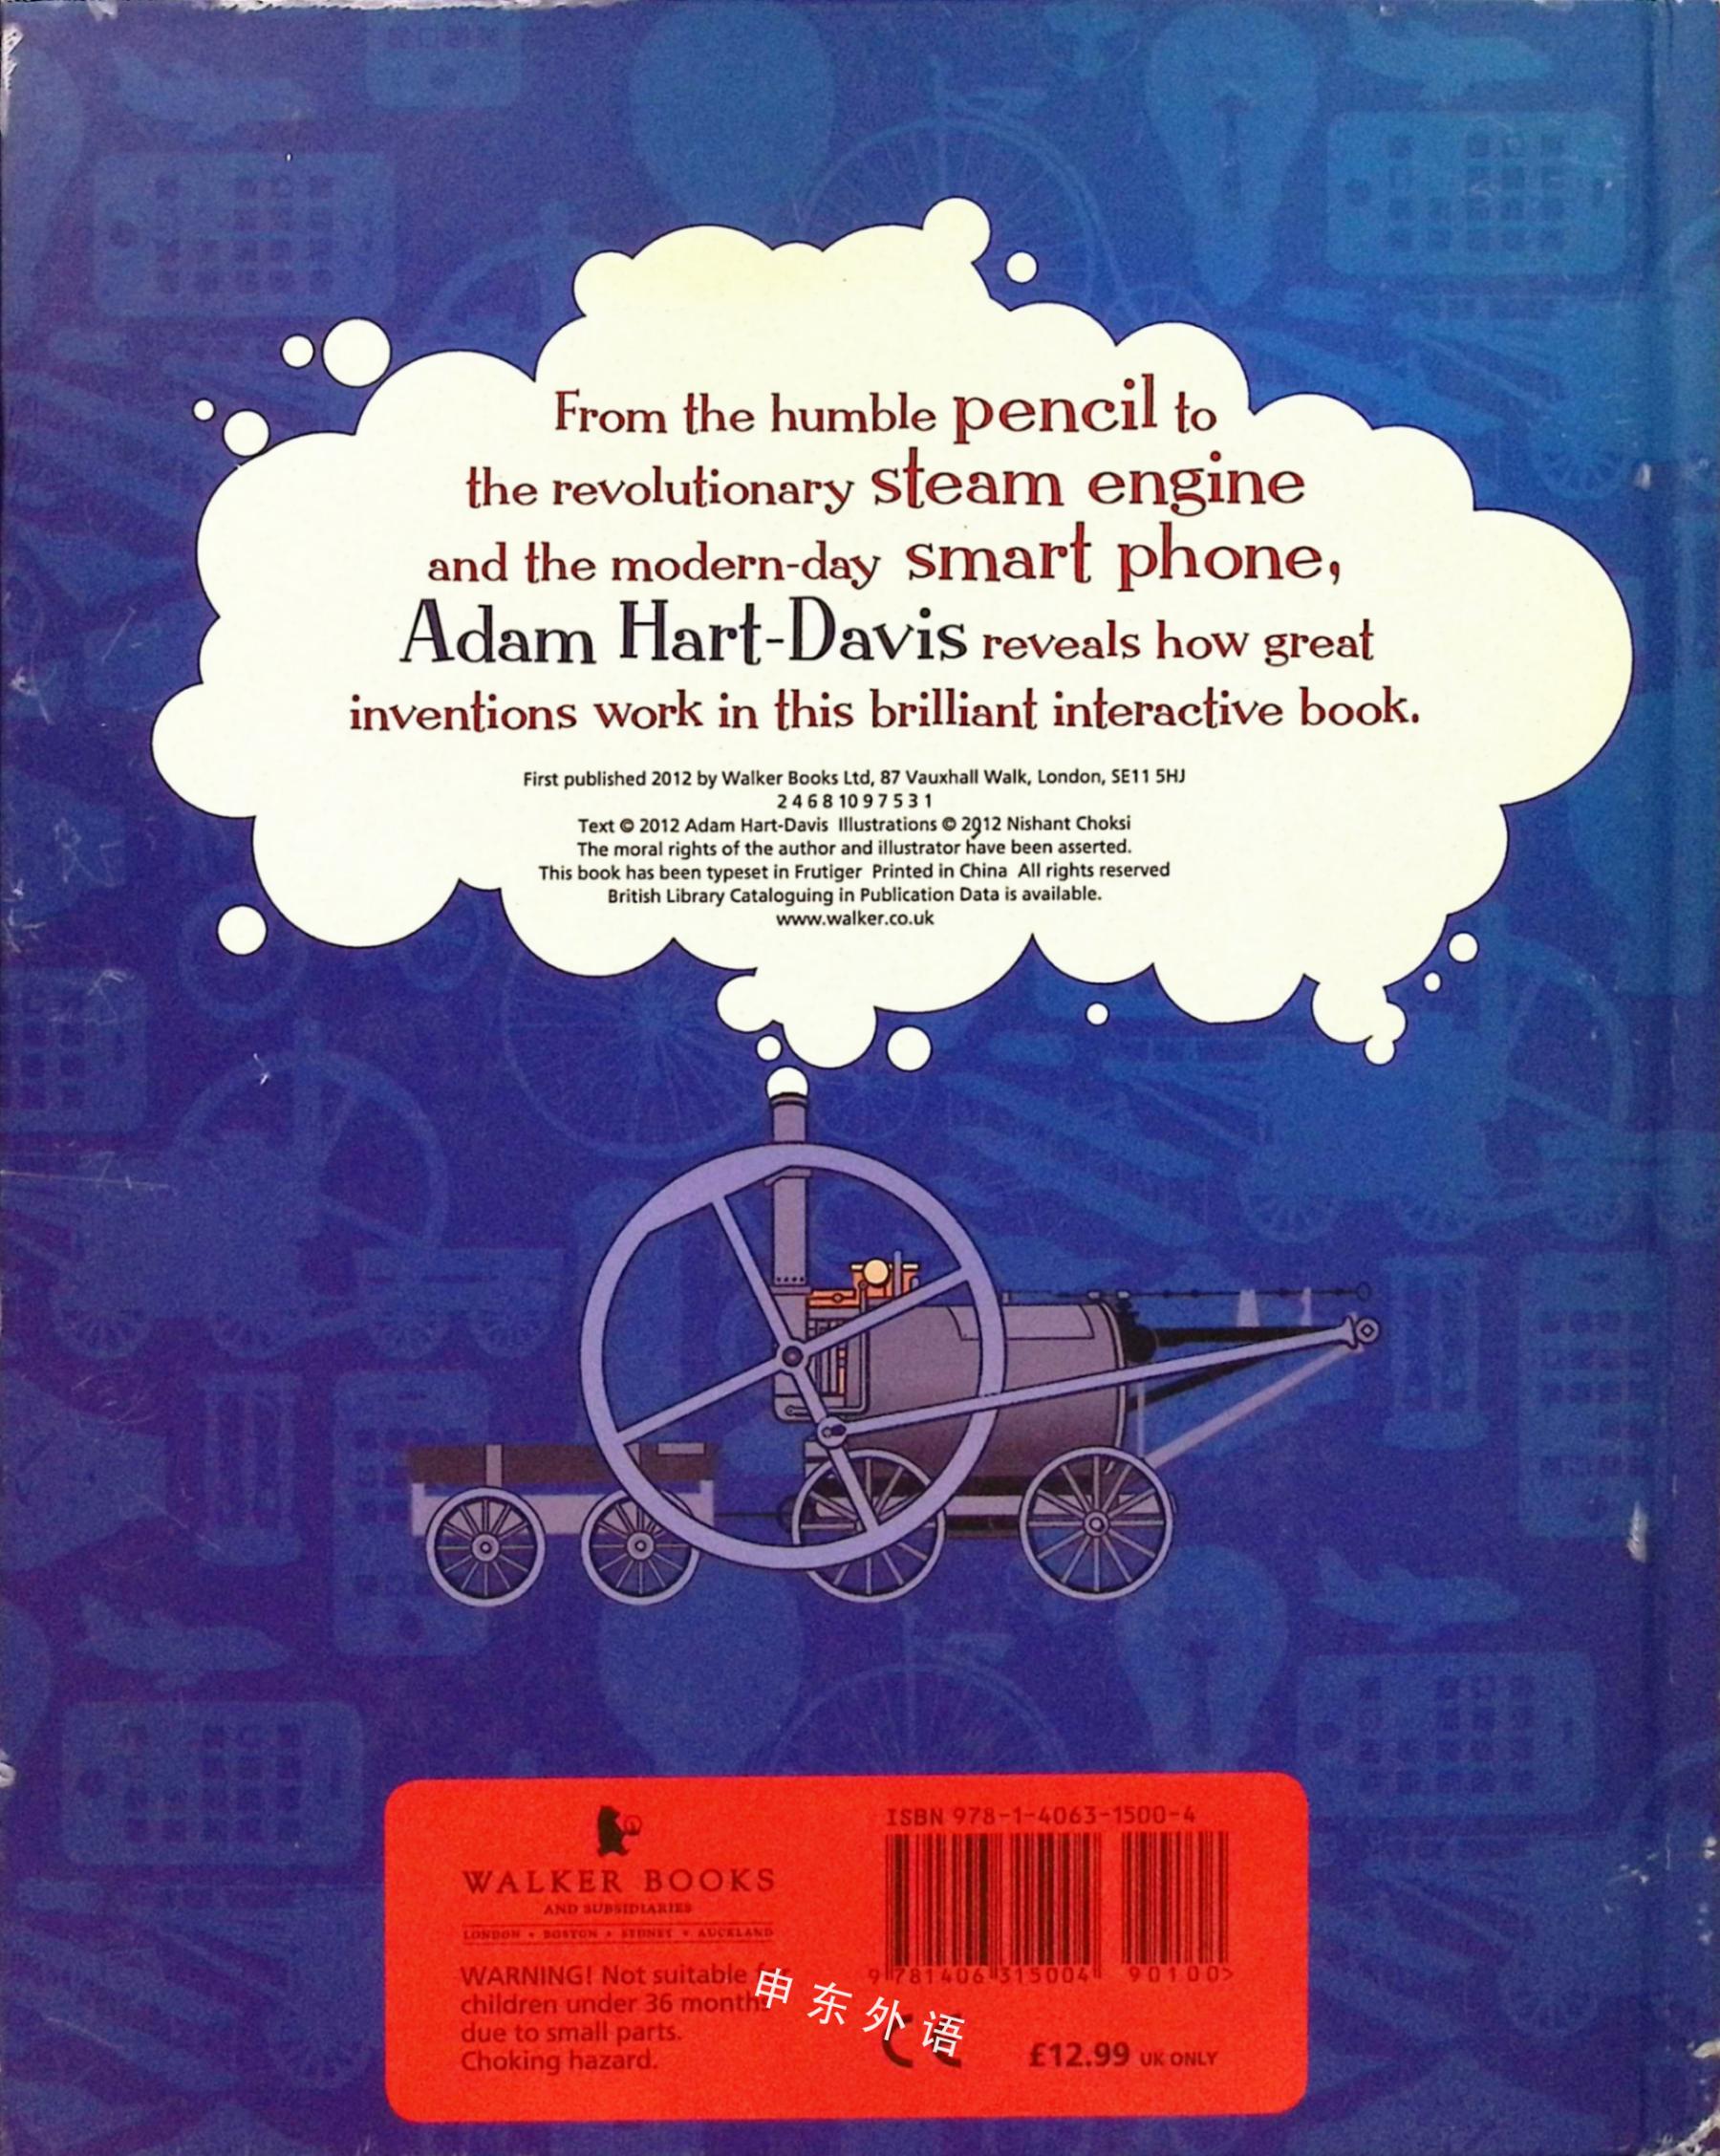 From the humble pencil to
the revolutionary steam engine
and the modern-day smart phone,
Adam Hart-Davis reveals how great
inventions work in this brilliant interactive book.
First published 2012 by Walker Books Ltd, 87 Vauxhall Walk, London, SE11 5HJ
2 4 6 8 10 9 7 5 3 1
Text © 2012 Adam Hart-Davis Illustrations © 2012 Nishant Choksi
The moral rights of the author and illustrator have been asserted.
This book has been typeset in Frutiger Printed in China All rights reserved
British Library Cataloguing in Publication Data is available.
www.walker.co.uk
WALKER BOOKS
AND SUBSIDIARIES
LONDON • BOSTON • SYDNEY • AUCKLAND
WARNING! Not suitable for
children under 36 months
due to small parts.
Choking hazard.
ISBN 978-1-4063-1500-4
9 781406 315004 90100>
CE
£12.99 UK ONLY
申东外语